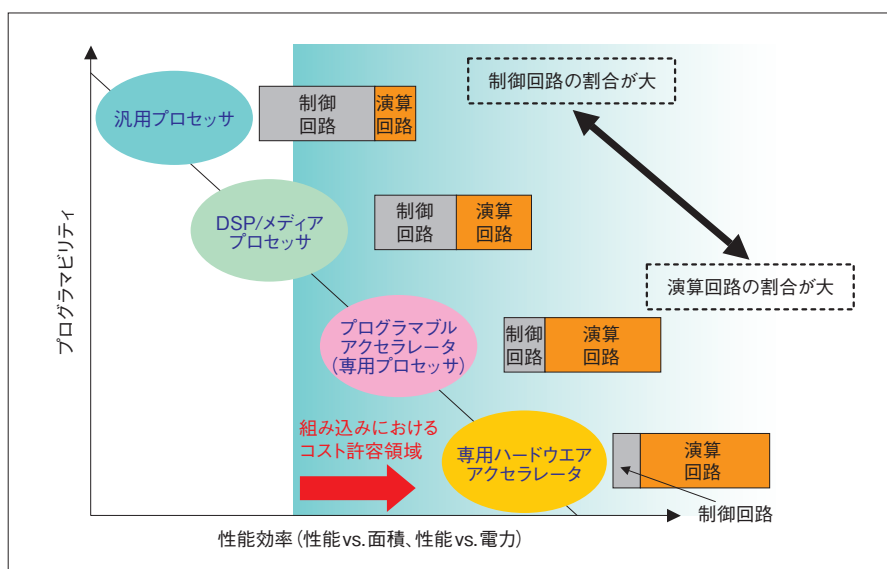 制御回路の割合が大
汎用プロセッサ
制御
回路
演算
回路
DSP/メディア
プロセッサ
制御
回路
演算
回路
演算回路の割合が大
プログラマビリティ
プログラマブル
アクセラレータ
(専用プロセッサ)
制御
回路
演算
回路
組み込みにおける
コスト許容領域
専用ハードウエア
アクセラレータ
演算
回路
制御回路
性能効率(性能vs.面積、性能vs.電力)